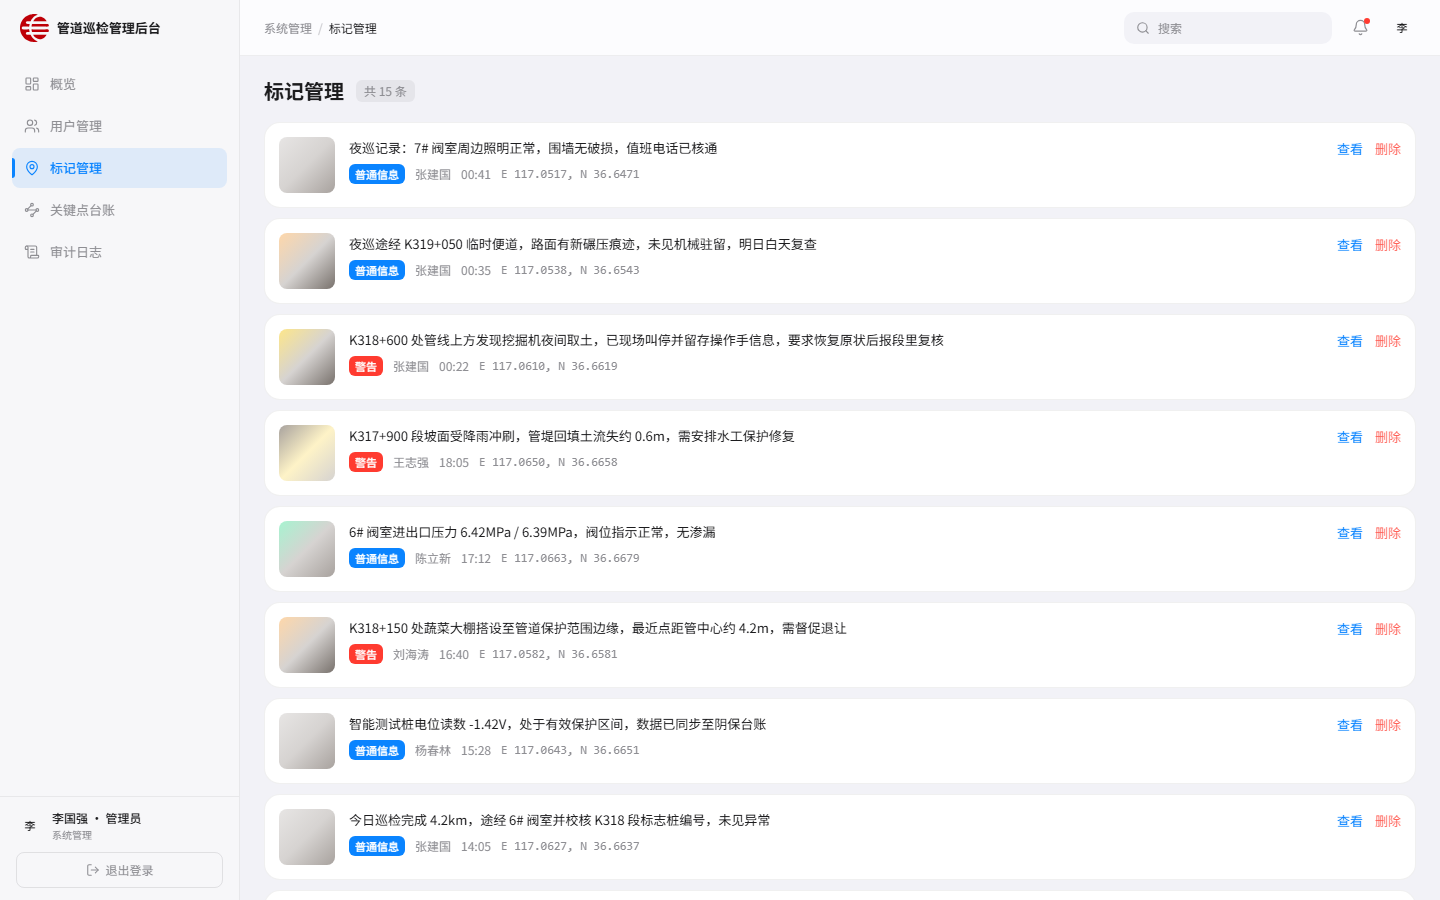 管道巡检管理后台
概览
用户管理
标记管理
关键点台账
审计日志
李
李国强 · 管理员
系统管理
退出登录
系统管理 / 标记管理
搜索
李
标记管理
共 15 条
夜巡记录：7# 阀室周边照明正常，围墙无破损，值班电话已核通
普通信息 张建国 00:41 E 117.0517, N 36.6471
查看 删除
夜巡途经 K319+050 临时便道，路面有新碾压痕迹，未见机械驻留，明日白天复查
普通信息 张建国 00:35 E 117.0538, N 36.6543
查看 删除
K318+600 处管线上方发现挖掘机夜间取土，已现场叫停并留存操作手信息，要求恢复原状后报段里复核
警告 张建国 00:22 E 117.0610, N 36.6619
查看 删除
K317+900 段坡面受降雨冲刷，管堤回填土流失约 0.6m，需安排水工保护修复
警告 王志强 18:05 E 117.0650, N 36.6658
查看 删除
6# 阀室进出口压力 6.42MPa / 6.39MPa，阀位指示正常，无渗漏
普通信息 陈立新 17:12 E 117.0663, N 36.6679
查看 删除
K318+150 处蔬菜大棚搭设至管道保护范围边缘，最近点距管中心约 4.2m，需督促退让
警告 刘海涛 16:40 E 117.0582, N 36.6581
查看 删除
智能测试桩电位读数 -1.42V，处于有效保护区间，数据已同步至阴保台账
普通信息 杨春林 15:28 E 117.0643, N 36.6651
查看 删除
今日巡检完成 4.2km，途经 6# 阀室并校核 K318 段标志桩编号，未见异常
普通信息 张建国 14:05 E 117.0627, N 36.6637
查看 删除